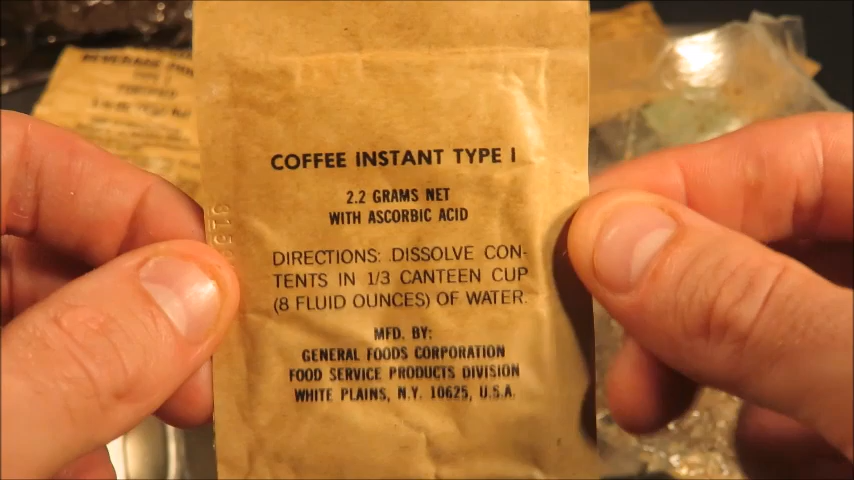 COFFEE INSTANT TYPE I
2.2 GRAMS NET
WITH ASCORBIC ACID
DIRECTIONS: DISSOLVE CON-
TENTS IN 1/3 CANTEEN CUP
(8 FLUID OUNCES) OF WATER.
MFD. BY:
GENERAL FOODS CORPORATION
FOOD SERVICE PRODUCTS DIVISION
WHITE PLAINS, N.Y. 10625, U.S.A.
BEVERAGE